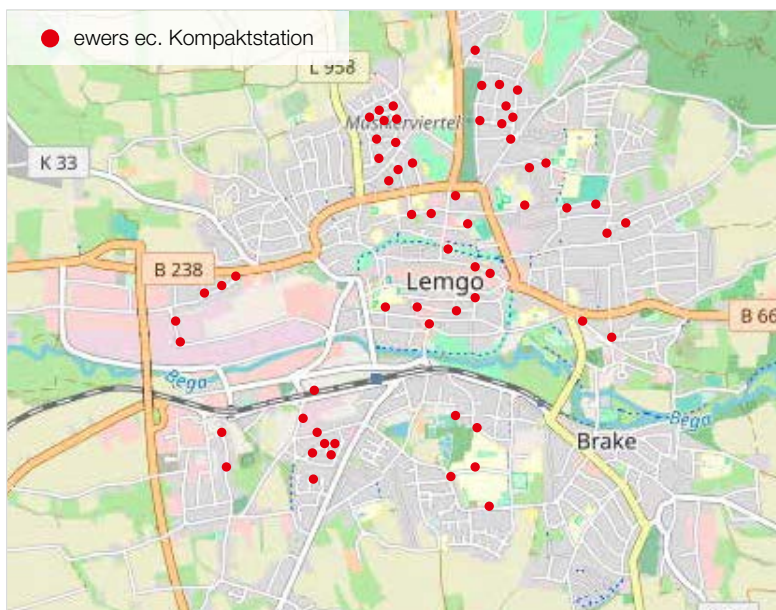 ewers ec. Kompaktstation
L 958
Musikerviertel
K 33
B 238
Lemgo
B 66
Bega
Bega
Brake